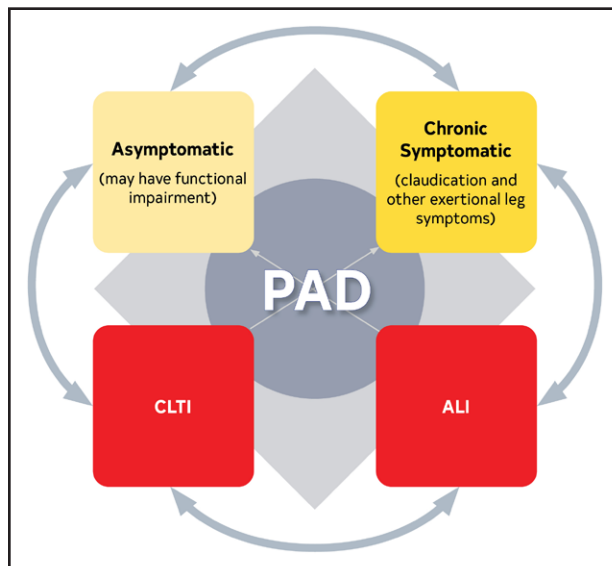 Asymptomatic
(may have functional
impairment)
Chronic
Symptomatic
(claudication and
other exertional leg
symptoms)
PAD
CLTI
ALI